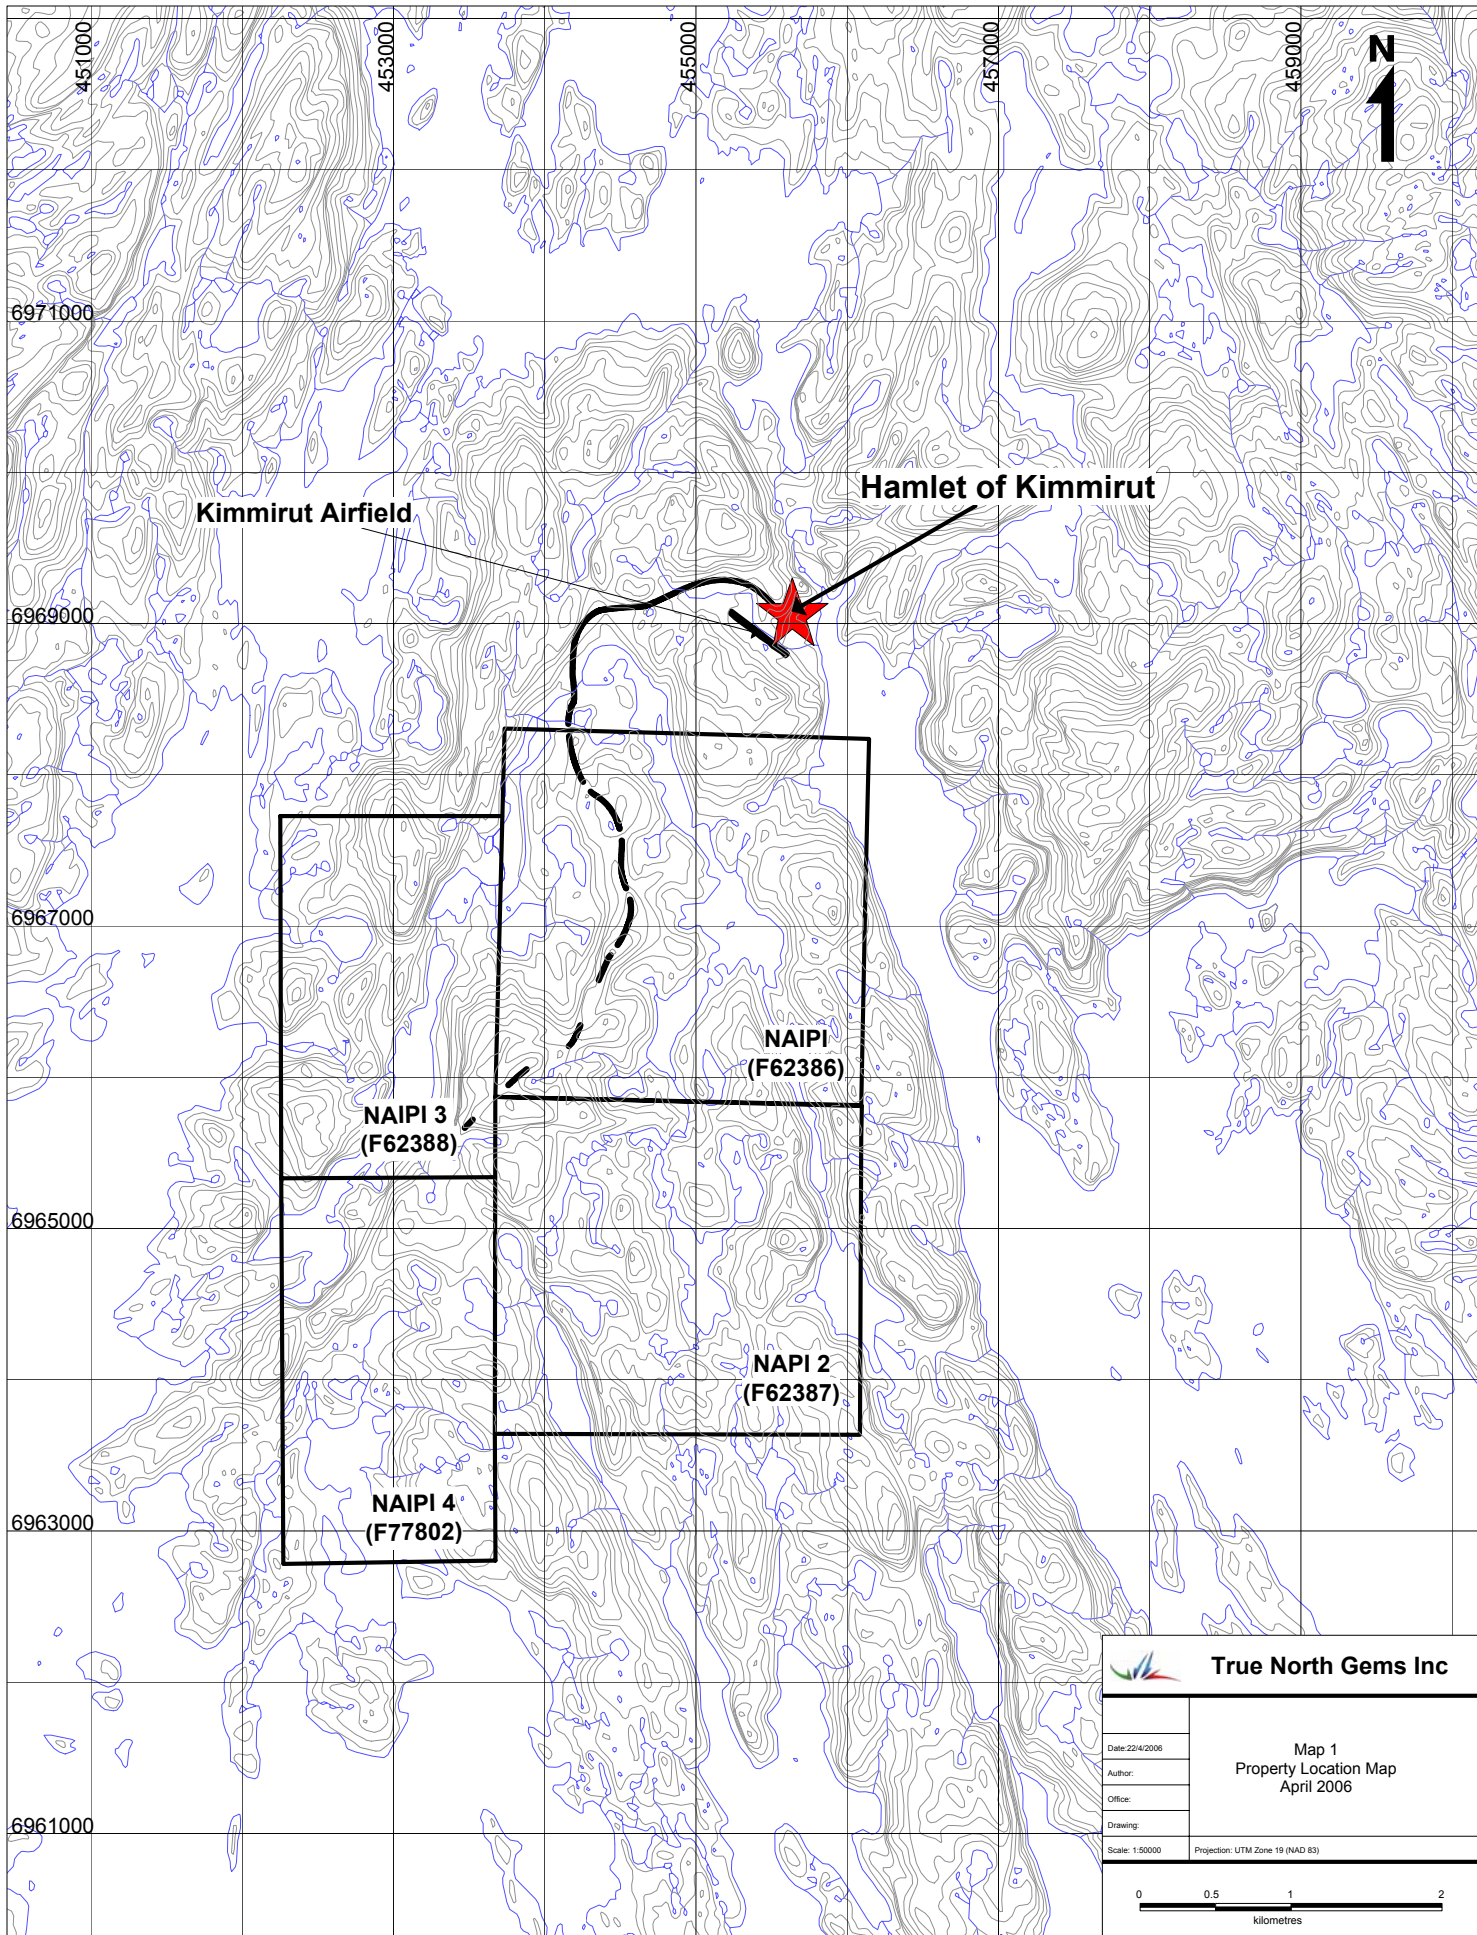 451000
453000
455000
457000
459000
N
6971000
Hamlet of Kimmirut
Kimmirut Airfield
6969000
6967000
NAIPI
(F62386)
NAIPI 3
(F62388)
6965000
NAPI 2
(F62387)
NAIPI 4
(F77802)
6963000
6961000
True North Gems Inc
Date:22/4/2006
Author:
Office:
Drawing:
Scale: 1:50000
Map 1
Property Location Map
April 2006
Projection: UTM Zone 19 (NAD 83)
0 0.5 1 2
kilometres